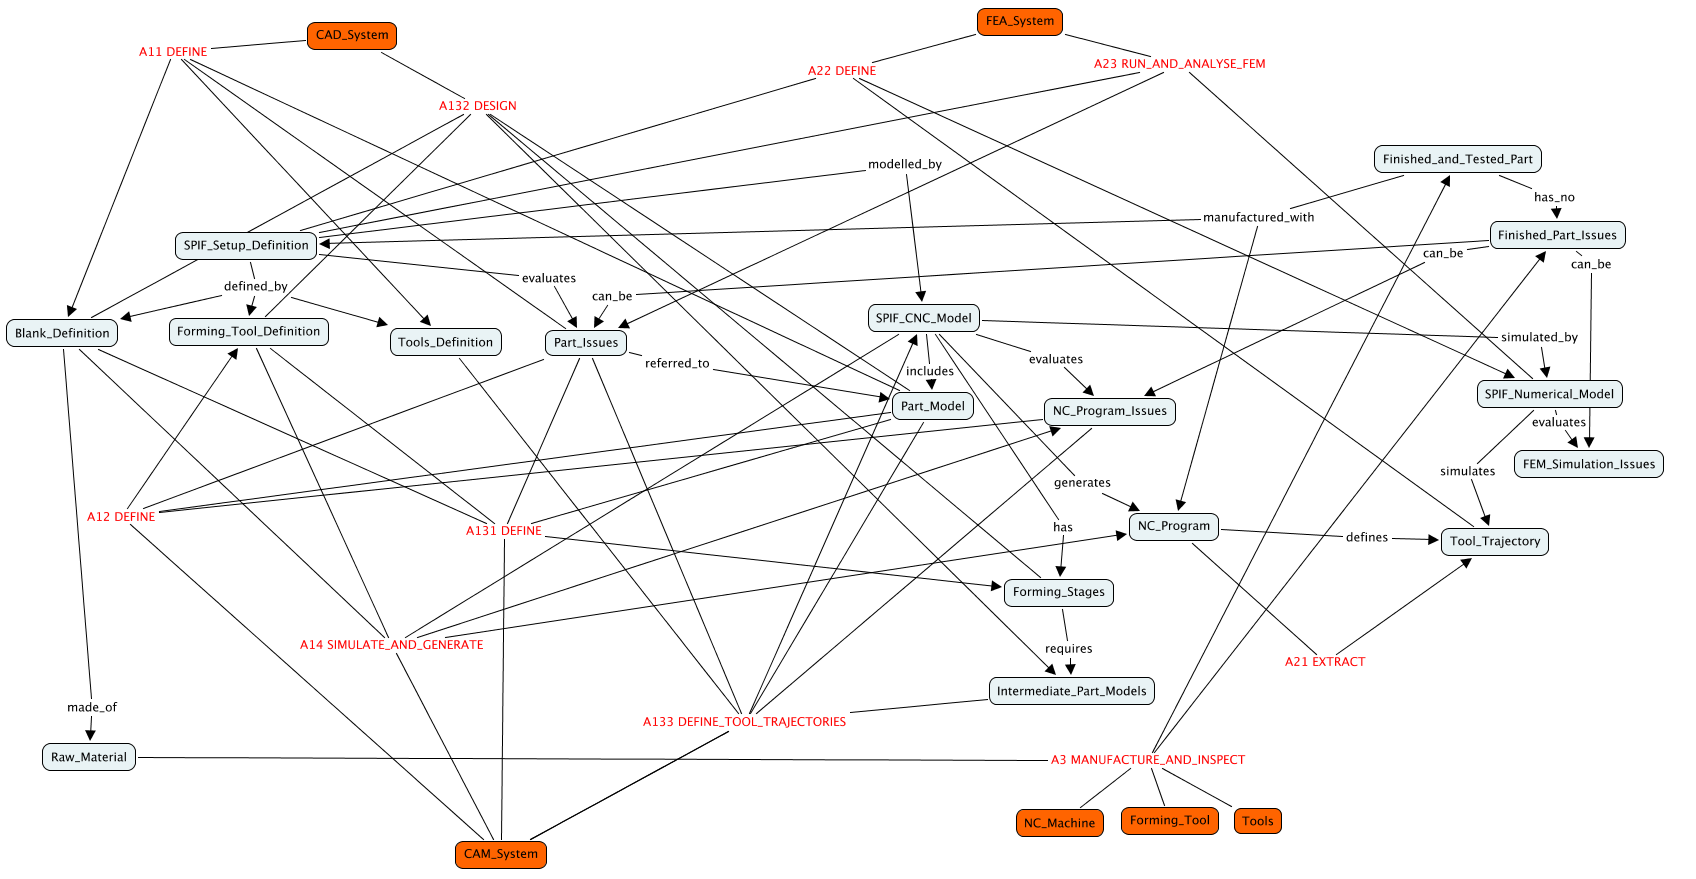 FEA_System
CAD_System
A11 DEFINE
A22 DEFINE
A23 RUN_AND_ANALYSE_FEM
A132 DESIGN
Finished_and_Tested_Part
modelled_by
has_no
manufactured_with
SPIF_Setup_Definition
Finished_Part_Issues
can_be
can_be
evaluates
defined_by
can_be
Blank_Definition
Forming_Tool_Definition
Tools_Definition
Part_Issues
SPIF_CNC_Model
simulated_by
evaluates
referred_to
includes
SPIF_Numerical_Model
Part_Model
NC_Program_Issues
evaluates
FEM_Simulation_Issues
simulates
generates
A12 DEFINE
A131 DEFINE
has
NC_Program
defines
Tool_Trajectory
Forming_Stages
A14 SIMULATE_AND_GENERATE
requires
A21 EXTRACT
Intermediate_Part_Models
made_of
A133 DEFINE_TOOL_TRAJECTORIES
Raw_Material
A3 MANUFACTURE_AND_INSPECT
NC_Machine
Forming_Tool
Tools
CAM_System